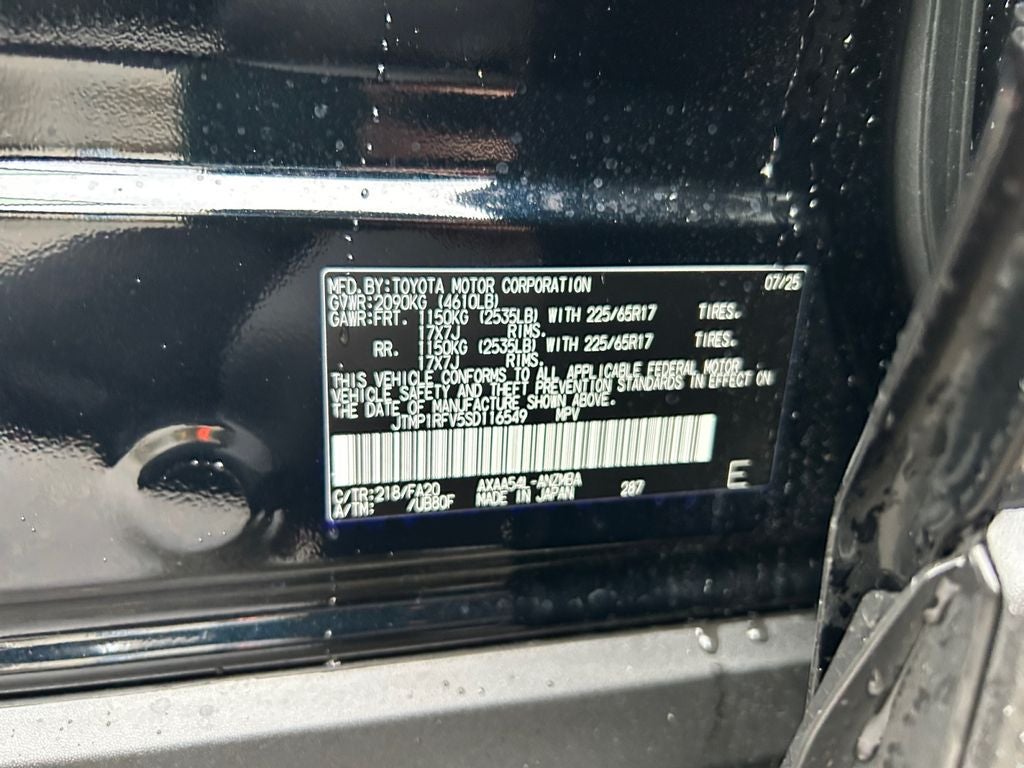 MFD.BY:TOYOTA MOTOR CORPORATION 07/25
GVWR:2090KG (4610LB)
GAWR:FRT. 1150KG (2535LB) WITH 225/65R17 TIRES.
17X7J RIMS.
RR. 1150KG (2535LB) WITH 225/65R17 TIRES.
17X7J RIMS.
THIS VEHICLE CONFORMS TO ALL APPLICABLE FEDERAL MOTOR
VEHICLE SAFETY AND THEFT PREVENTION STANDARDS IN EFFECT ON
THE DATE OF MANUFACTURE SHOWN ABOVE.
JTMP1RFV5SD116549 MPV
C/TR:218/FA20 AXAA54L-ANZMBA 287 E
A/TM: /UB80F MADE IN JAPAN